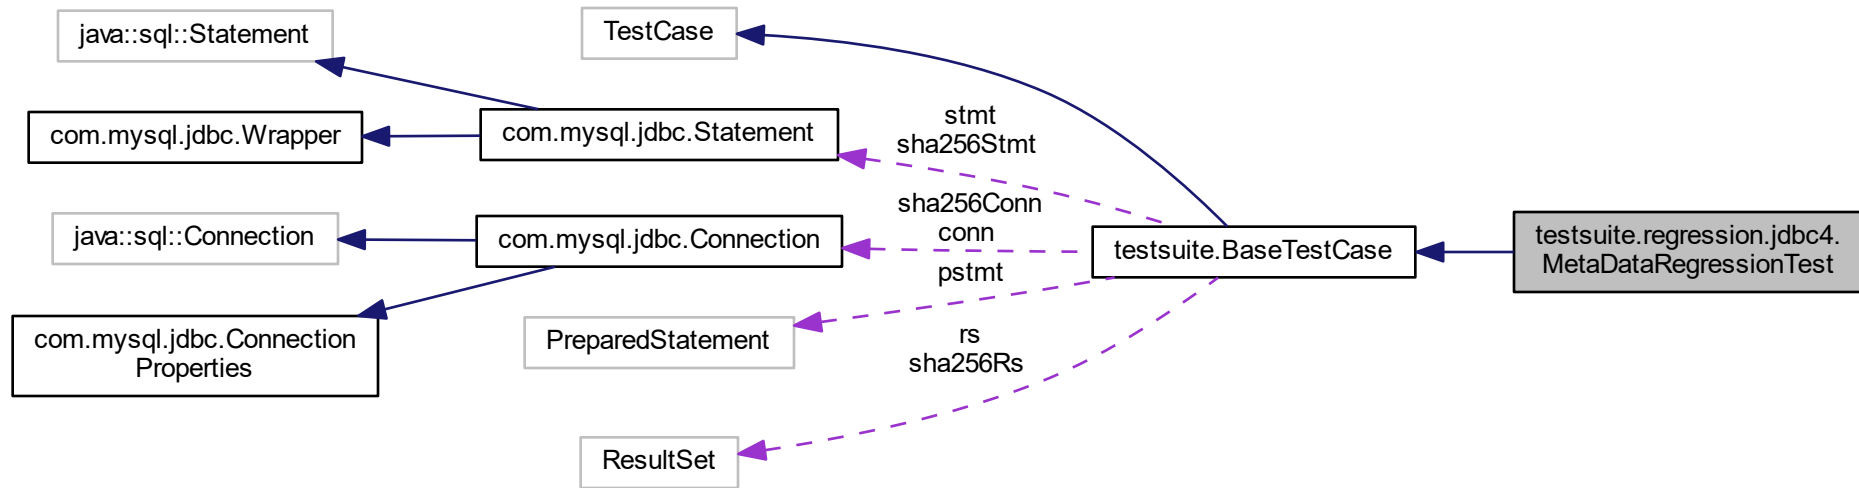 java::sql::Statement
TestCase
com.mysql.jdbc.Wrapper
com.mysql.jdbc.Statement
stmt
sha256Stmt
java::sql::Connection
com.mysql.jdbc.Connection
sha256Conn
conn
testsuite.BaseTestCase
testsuite.regression.jdbc4.
MetaDataRegressionTest
pstmt
com.mysql.jdbc.Connection
Properties
PreparedStatement
rs
sha256Rs
ResultSet